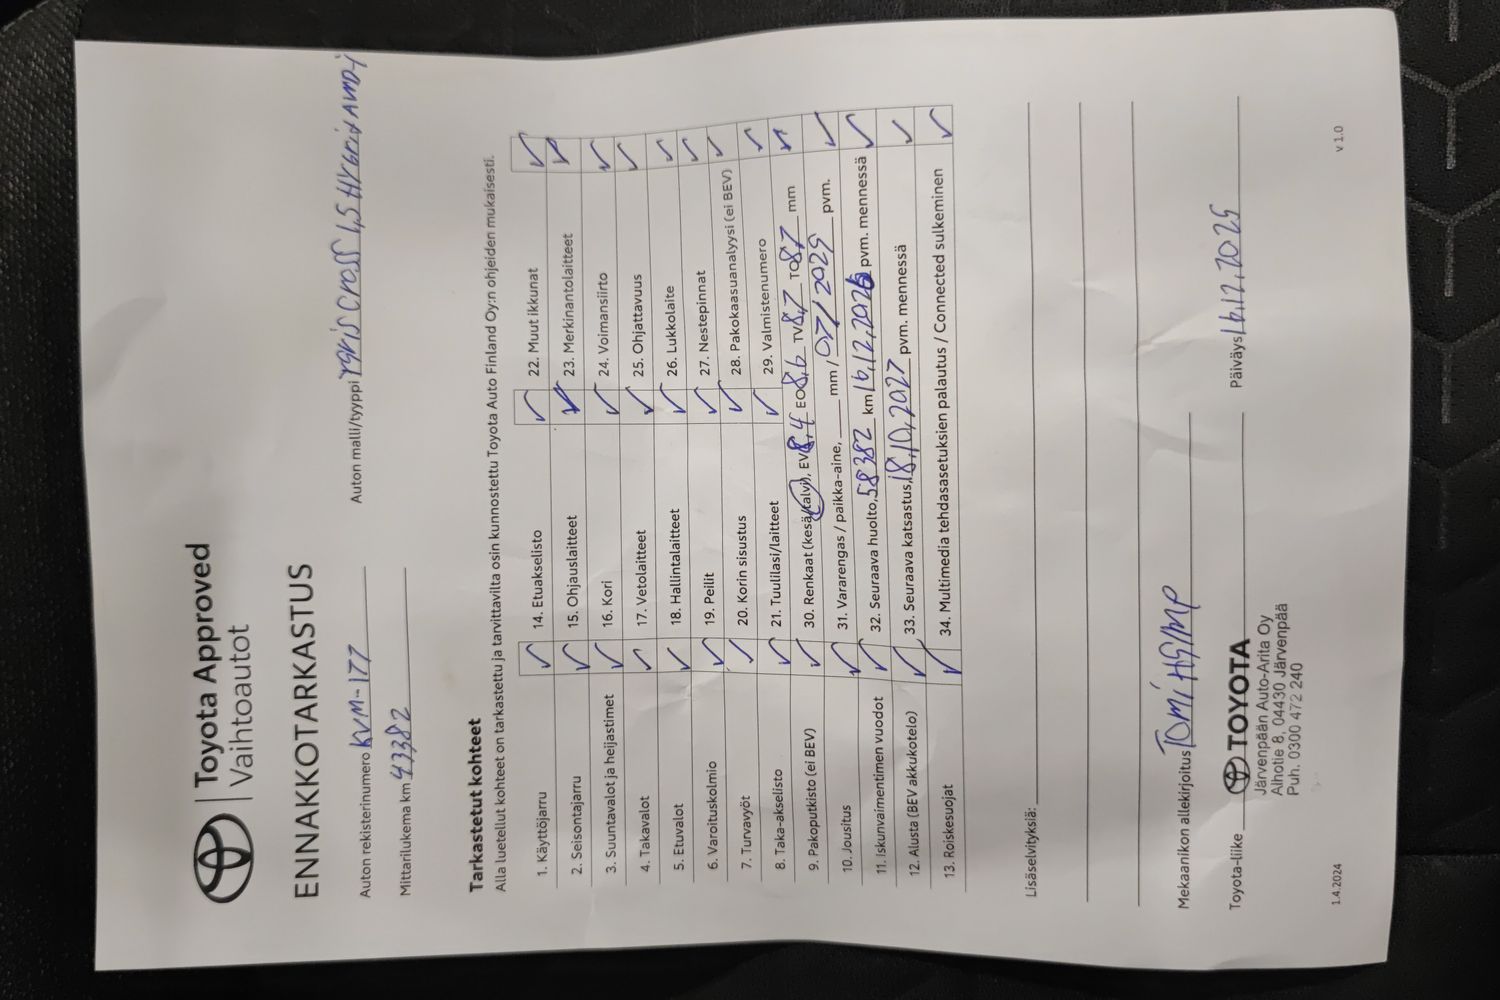 Toyota Approved
Vaihtoautot
ENNAKKOTARKASTUS
Auton rekisterinumero KVM-177 Auton malli/tyyppi Yaris Cross 1,5 Hybrid AWD-i
Mittarilukema km 43382
Tarkastetut kohteet
Alla luetellut kohteet on tarkastettu ja tarvittavilta osin kunnostettu Toyota Auto Finland Oy:n ohjeiden mukaisesti.
1. Käyttöjarru ✓
2. Seisontajarru ✓
3. Suuntavalot ja heijastimet ✓
4. Takavalot ✓
5. Etuvalot ✓
6. Varoituskolmio ✓
7. Turvavyöt ✓
8. Taka-akselisto ✓
9. Pakoputkisto (ei BEV) ✓
10. Jousitus ✓
11. Iskunvaimentimen vuodot ✓
12. Alusta (BEV akkukotelo) ✓
13. Roiskesuojat ✓
14. Etuakselisto ✓
15. Ohjauslaitteet ✓
16. Kori ✓
17. Vetolaitteet ✓
18. Hallintalaitteet ✓
19. Peilit ✓
20. Korin sisustus ✓
21. Tuulilasi/laitteet ✓
22. Muut ikkunat ✓
23. Merkinantolaitteet ✓
24. Voimansiirto ✓
25. Ohjattavuus ✓
26. Lukkolaite ✓
27. Nestepinnat ✓
28. Pakokaasuanalyysi (ei BEV) ✓
29. Valmistenumero ✓
30. Renkaat (kesä/talvi), EV 8,4 EO 8,6 TV 8,7 TO 8,7 mm ✓
31. Vararengas / paikka-aine, mm / 07/2029 pvm. ✓
32. Seuraava huolto, 58382 km 16.12.2026 pvm. mennessä ✓
33. Seuraava katsastus, 18.10.2027 pvm. mennessä ✓
34. Multimedia tehdasasetuksien palautus / Connected sulkeminen ✓
Lisäselvityksiä:
Mekaanikon allekirjoitus Tomi
Toyota-liike TOYOTA Päiväys 16.12.2025
Järvenpään Auto-Arita Oy
Alhotie 8, 04430 Järvenpää
Puh. 0300 472 240
1.4.2024 v 1.0